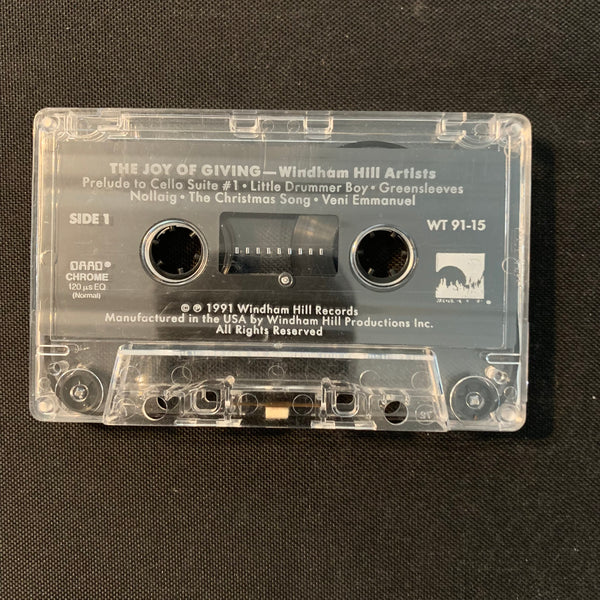 THE JOY OF GIVING—Windham Hill Artists
Prelude to Cello Suite #1 • Little Drummer Boy • Greensleeves
Nollaig • The Christmas Song • Veni Emmanuel
SIDE 1
WT 91-15
DAAD®
CHROME
120 µs EQ
(Normal)
© ℗ 1991 Windham Hill Records
Manufactured in the USA by Windham Hill Productions Inc.
All Rights Reserved